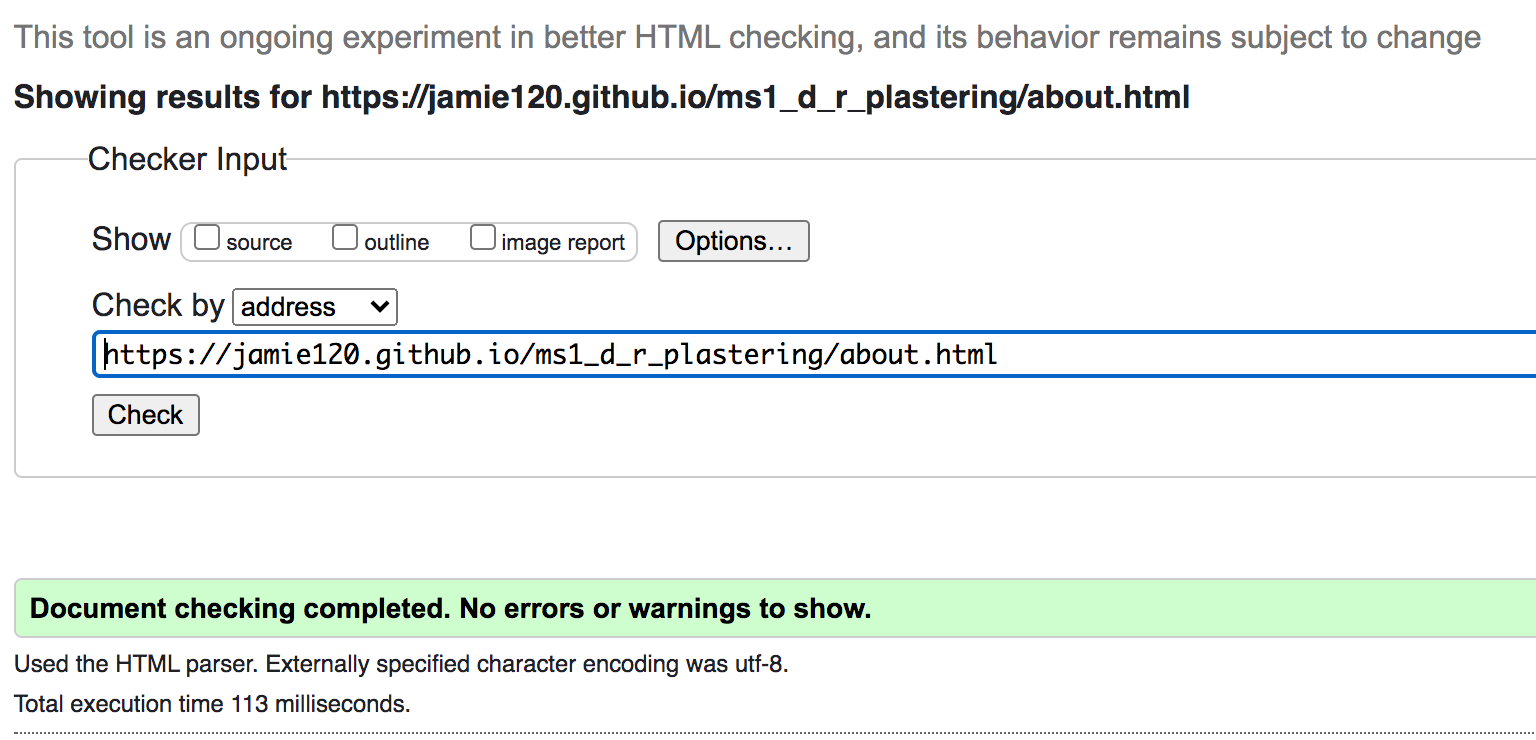 This tool is an ongoing experiment in better HTML checking, and its behavior remains subject to change
Showing results for https://jamie120.github.io/ms1_d_r_plastering/about.html
Checker Input
Show source outline image report Options...
Check by address
https://jamie120.github.io/ms1_d_r_plastering/about.html
Check
Document checking completed. No errors or warnings to show.
Used the HTML parser. Externally specified character encoding was utf-8.
Total execution time 113 milliseconds.